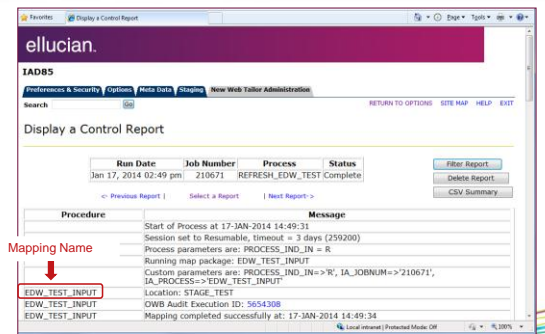 Favorites Display a Control Report Page Tools
ellucian.
IAD85
Preferences & Security Options Meta Data Staging New Web Tailor Administration
Search Go RETURN TO OPTIONS SITE MAP HELP EXIT
Display a Control Report
Run Date Job Number Process Status
Jan 17, 2014 02:49 pm 210671 REFRESH_EDW_TEST Complete
Filter Report
Delete Report
CSV Summary
<- Previous Report | Select a Report | Next Report->
Procedure Message
Start of Process at 17-JAN-2014 14:49:31
Session set to Resumable, timeout = 3 days (259200)
Mapping Name
Process parameters are: PROCESS_IND_IN = R
Running map package: EDW_TEST_INPUT
Custom parameters are: PROCESS_IND_IN=>'R', IA_JOBNUM=>'210671',
IA_PROCESS=>'EDW_TEST_INPUT'
EDW_TEST_INPUT Location: STAGE_TEST
EDW_TEST_INPUT OWB Audit Execution ID: 5654308
EDW_TEST_INPUT Mapping completed successfully at: 17-JAN-2014 14:49:34
Local intranet | Protected Mode: Off 100%